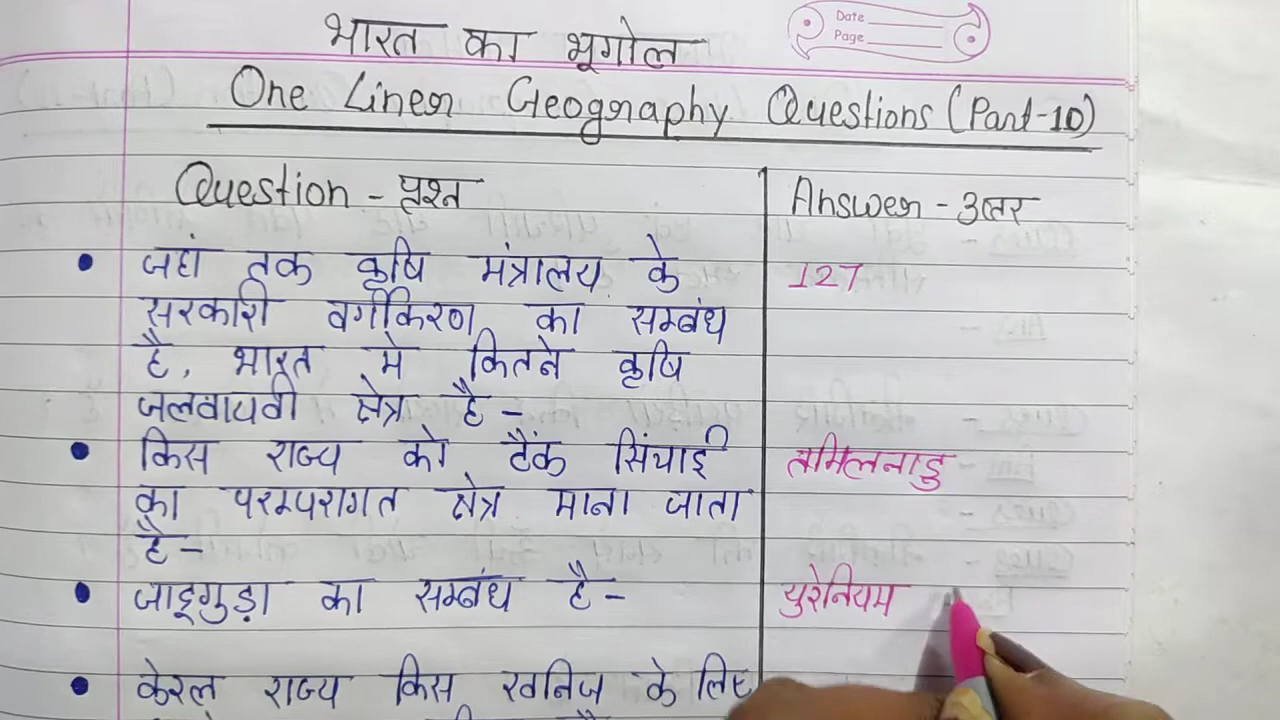 भारत का भूगोल
Date
Page
One Liner Geography Questions (Part-10)
Question - प्रश्न
Answer - उत्तर
जहां तक कृषि मंत्रालय के
127
सरकारी वर्गीकिरण का सम्बंध
है, भारत मे कितने कृषि
जलवायवी क्षेत्र है -
किस राज्य को टैंक सिंचाई
तमिलनाडु
का परम्परागत क्षेत्र माना जाता
है -
जादूगुड़ा का सम्बंध है -
युरेनियम
केरल राज्य किस खनिज के लिए